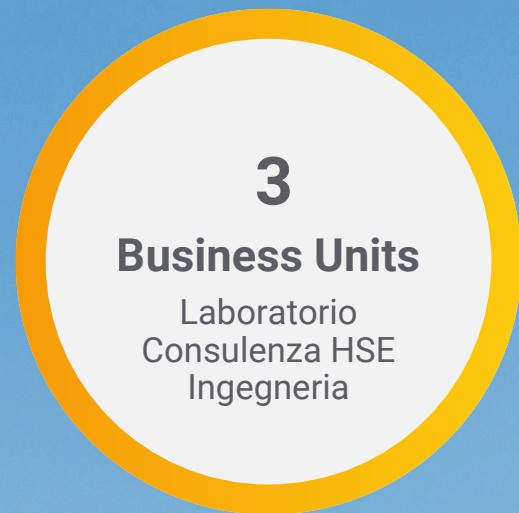 3
Business Units
Laboratorio
Consulenza HSE
Ingegneria